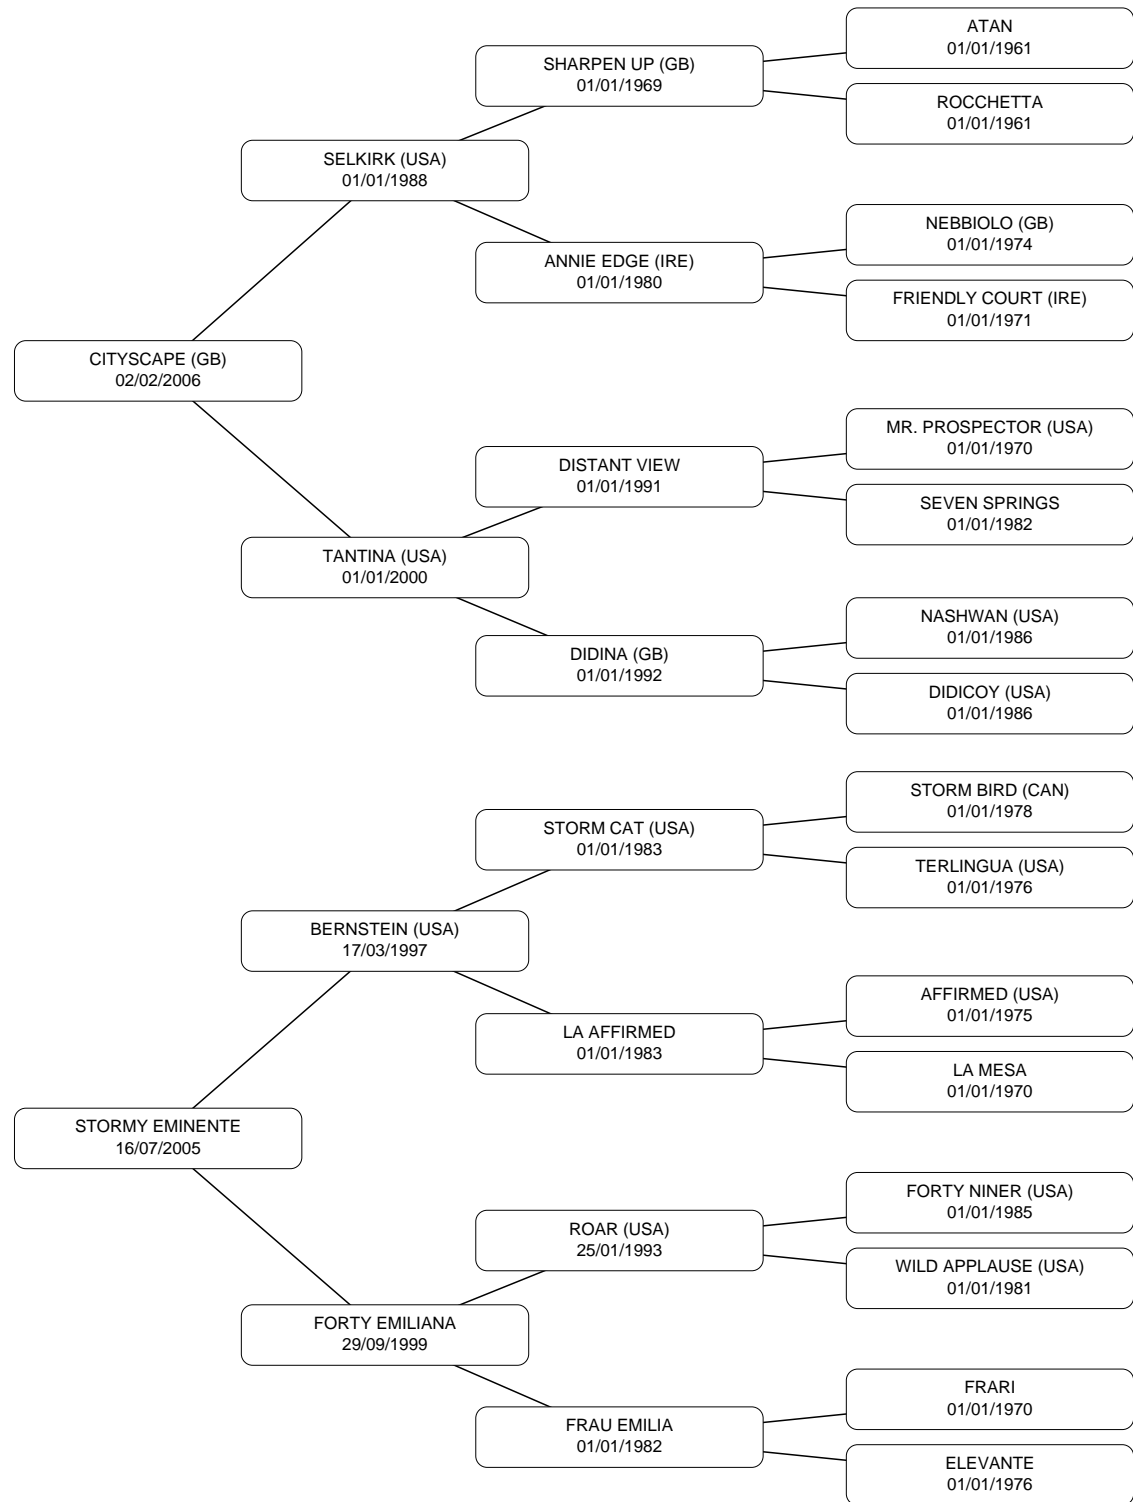 ATAN
01/01/1961
SHARPEN UP (GB)
01/01/1969
ROCCHETTA
01/01/1961
SELKIRK (USA)
01/01/1988
NEBBIOLO (GB)
01/01/1974
ANNIE EDGE (IRE)
01/01/1980
FRIENDLY COURT (IRE)
01/01/1971
CITYSCAPE (GB)
02/02/2006
MR. PROSPECTOR (USA)
01/01/1970
DISTANT VIEW
01/01/1991
SEVEN SPRINGS
01/01/1982
TANTINA (USA)
01/01/2000
NASHWAN (USA)
01/01/1986
DIDINA (GB)
01/01/1992
DIDICOY (USA)
01/01/1986
STORM BIRD (CAN)
01/01/1978
STORM CAT (USA)
01/01/1983
TERLINGUA (USA)
01/01/1976
BERNSTEIN (USA)
17/03/1997
AFFIRMED (USA)
01/01/1975
LA AFFIRMED
01/01/1983
LA MESA
01/01/1970
STORMY EMINENTE
16/07/2005
FORTY NINER (USA)
01/01/1985
ROAR (USA)
25/01/1993
WILD APPLAUSE (USA)
01/01/1981
FORTY EMILIANA
29/09/1999
FRARI
01/01/1970
FRAU EMILIA
01/01/1982
ELEVANTE
01/01/1976